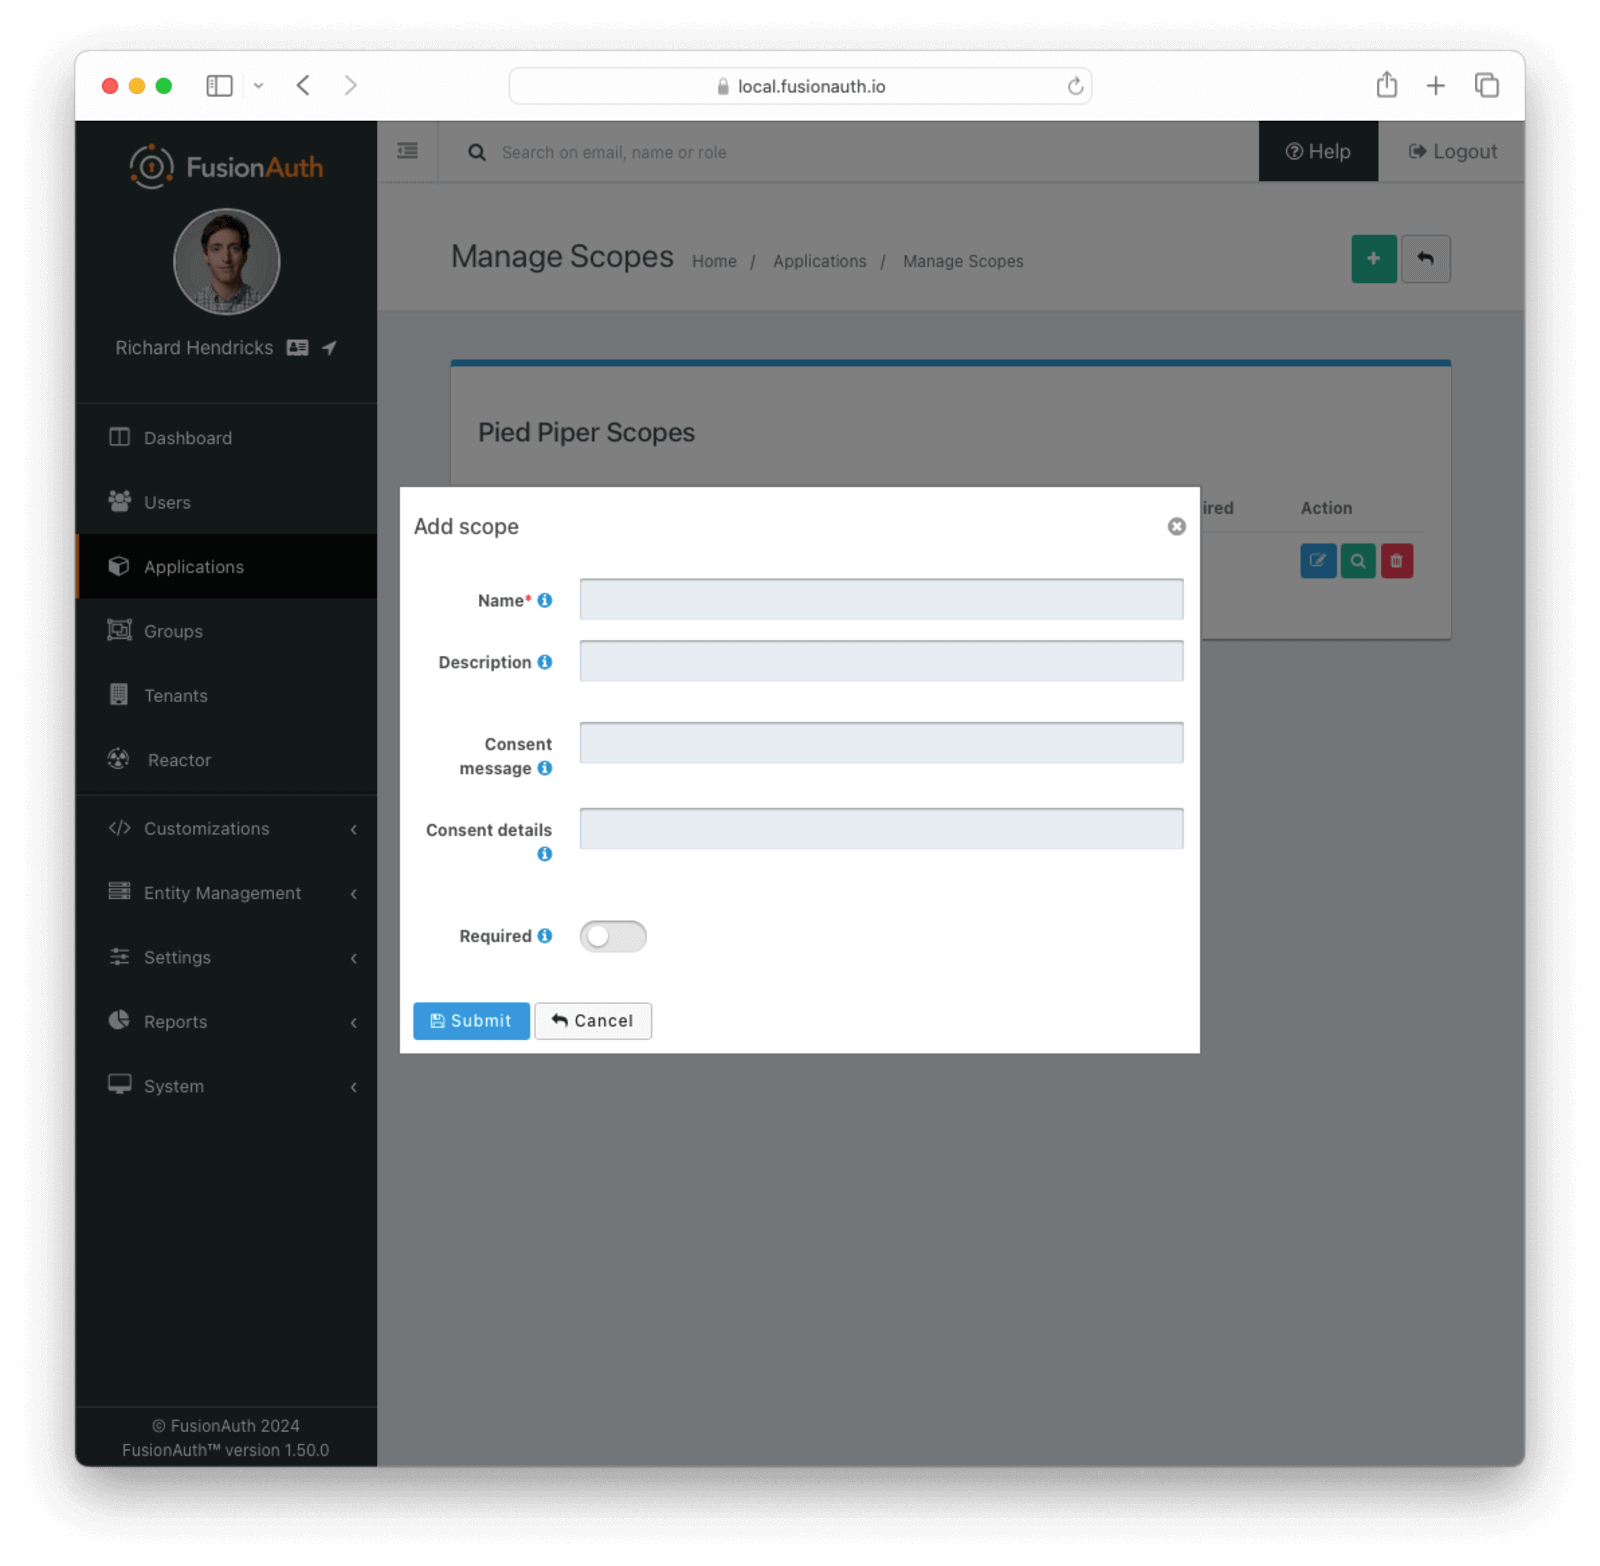 local.fusionauth.io
FusionAuth
Search on email, name or role
Help
Logout
Richard Hendricks
Manage Scopes
Home / Applications / Manage Scopes
Dashboard
Users
Applications
Groups
Tenants
Reactor
Customizations
Entity Management
Settings
Reports
System
© FusionAuth 2024
FusionAuth™ version 1.50.0
Pied Piper Scopes
ired
Action
Add scope
Name*
Description
Consent
message
Consent details
Required
Submit
Cancel